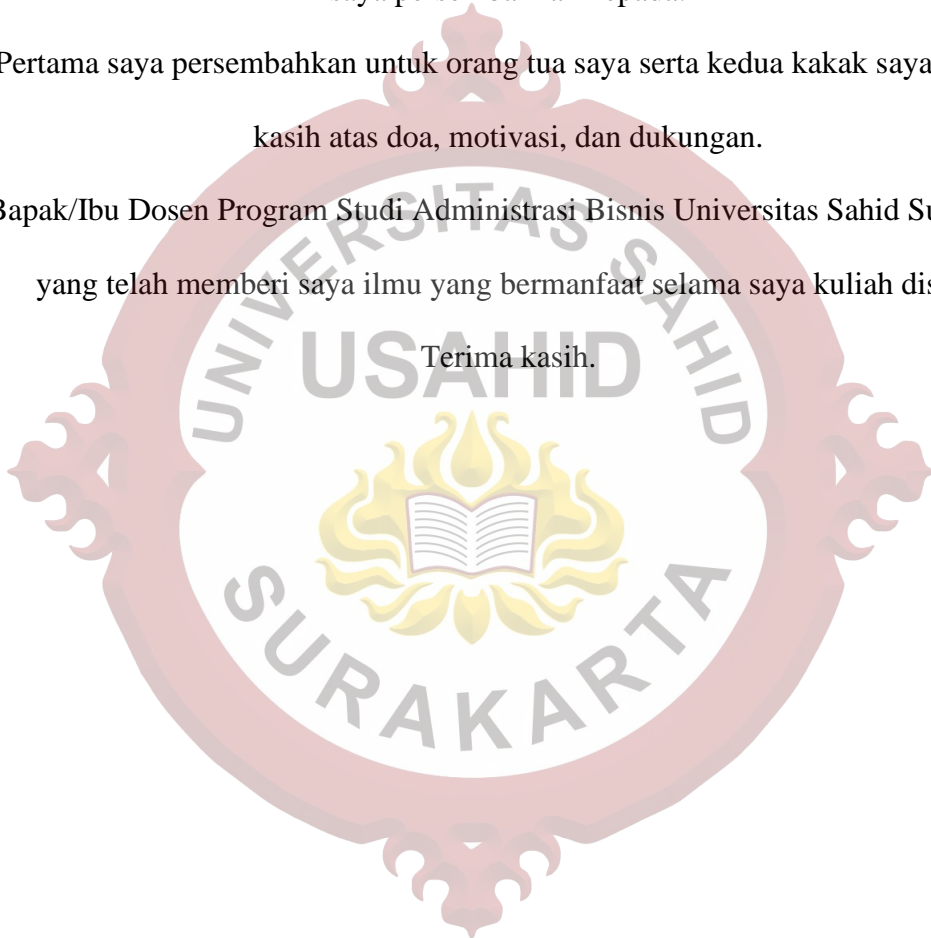 Pertama saya persembahkan untuk orang tua saya serta kedua kakak saya
kasih atas doa, motivasi, dan dukungan.
Bapak/Ibu Dosen Program Studi Administrasi Bisnis Universitas Sahid Su
yang telah memberi saya ilmu yang bermanfaat selama saya kuliah dis
Terima kasih.
UNIVERSITAS SAHID
USAHID
SURAKARTA